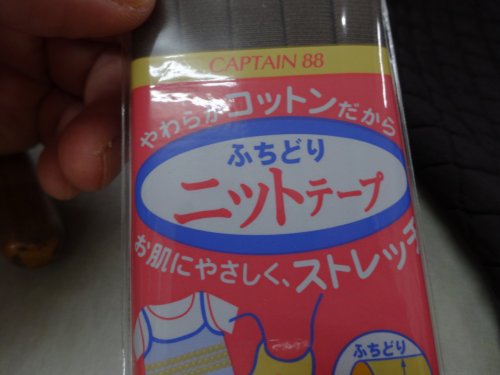 CAPTAIN 88
やわらかコットンだから
ふちどり
ニットテープ
お肌にやさしく、ストレッチ
ふちどり